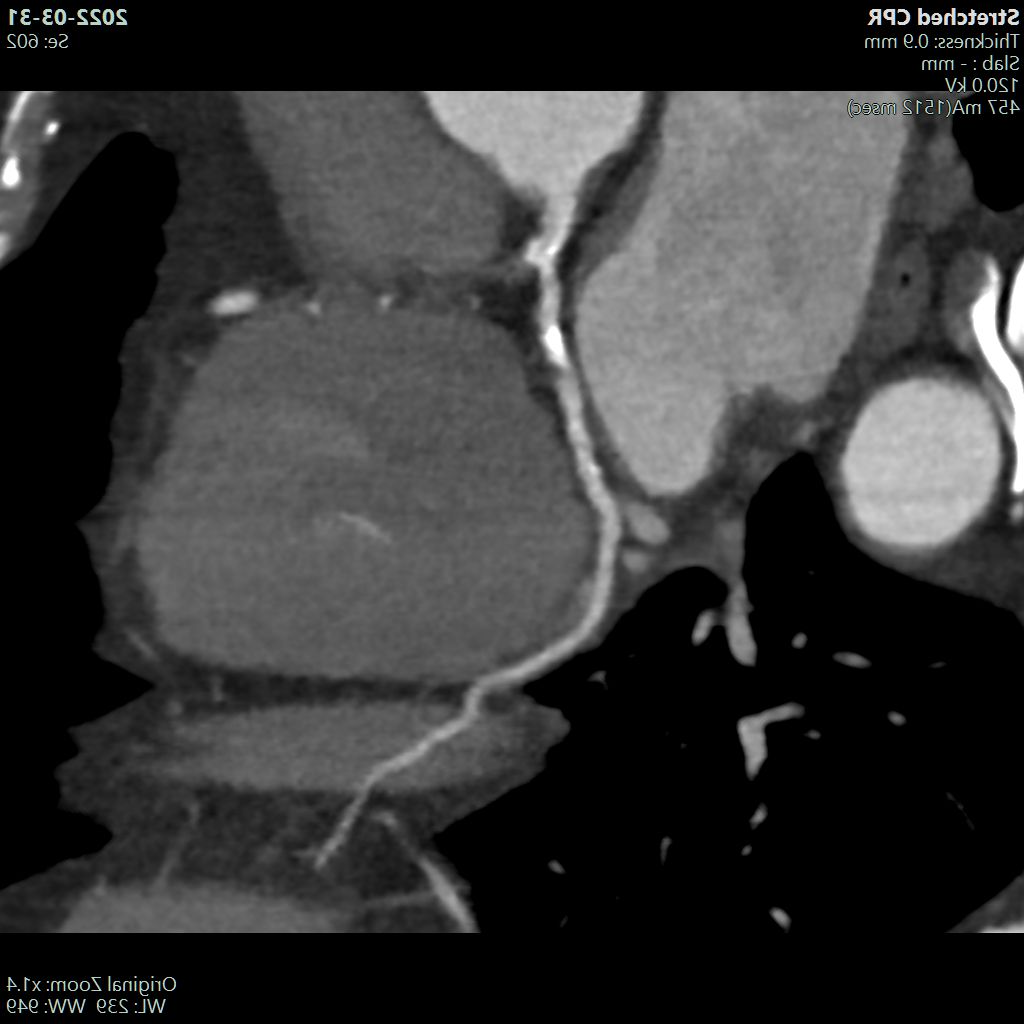 Stretched CPR
Thickness: 0.9 mm
Slab : - mm
120.0 kV
457 mA(1512 msec)
2022-03-31
Se: 602
Original Zoom: x1.4
WL: 239 WW: 949